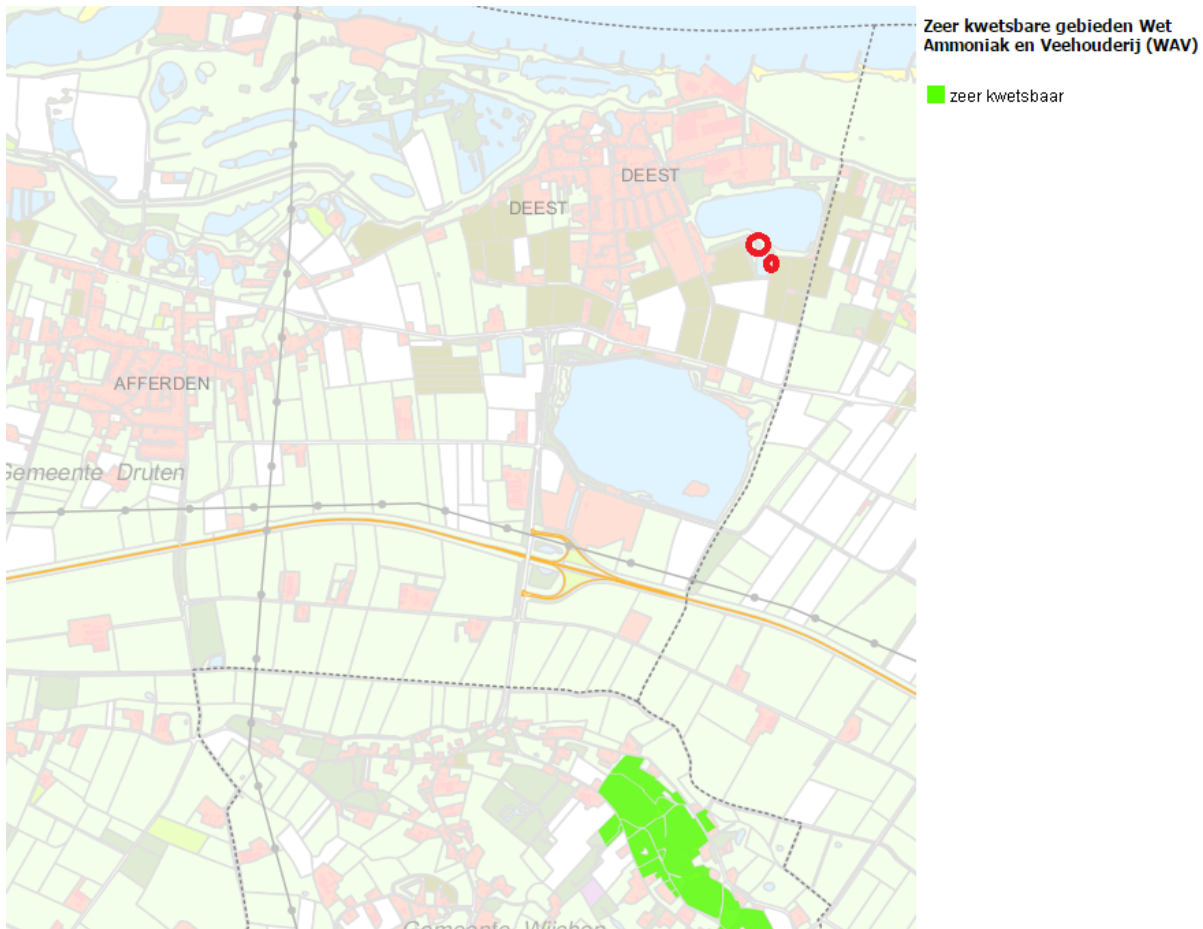 Zeer kwetsbare gebieden Wet
Ammoniak en Veehouderij (WAV)
zeer kwetsbaar
DEEST
DEEST
AFFERDEN
Gemeente Druten
Gemeente Wijchen